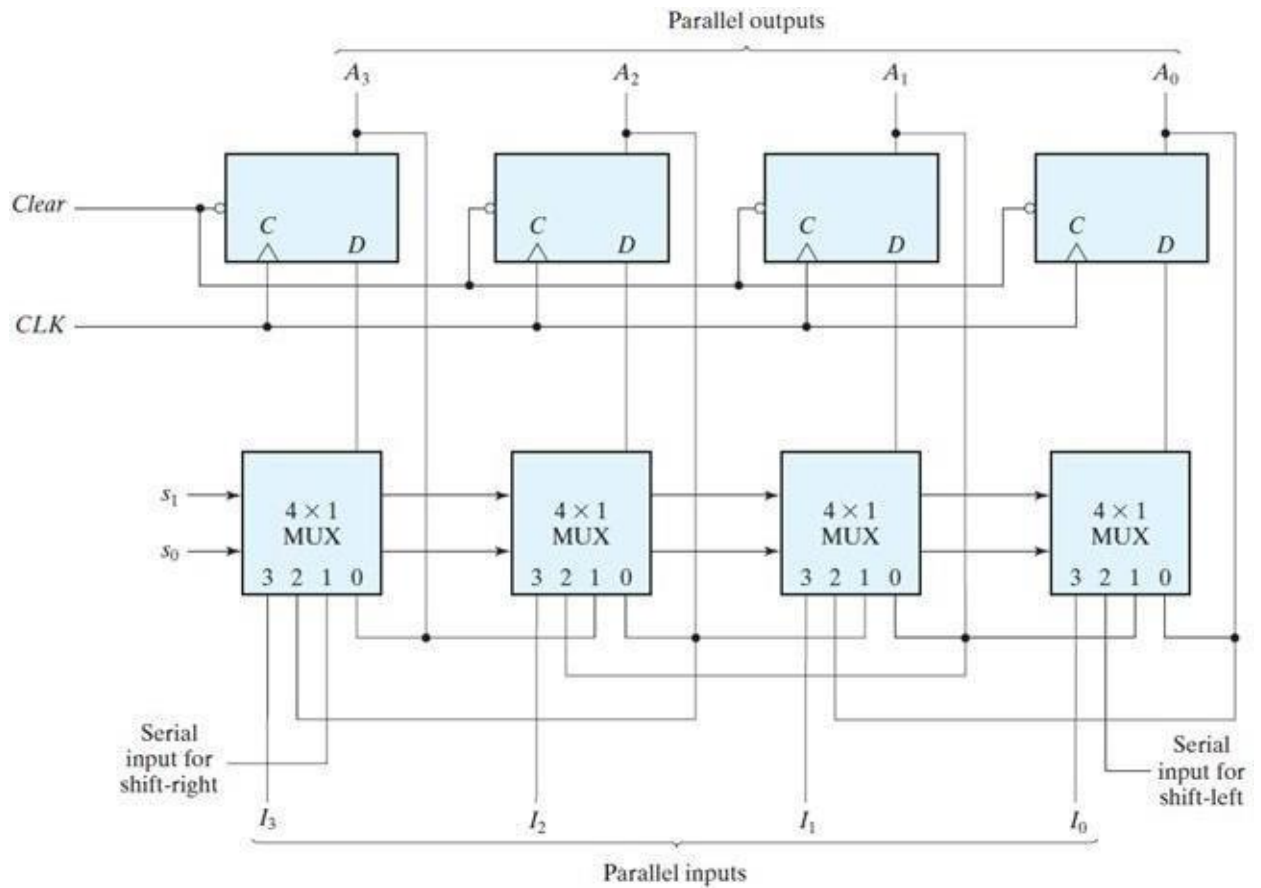 Parallel outputs
A₃ A₂ A₁ A₀
Clear
C D C D C D C D
CLK
s₁
s₀
4 × 1 4 × 1 4 × 1 4 × 1
MUX MUX MUX MUX
3 2 1 0 3 2 1 0 3 2 1 0 3 2 1 0
Serial
input for
shift-right
Serial
input for
shift-left
I₃ I₂ I₁ I₀
Parallel inputs